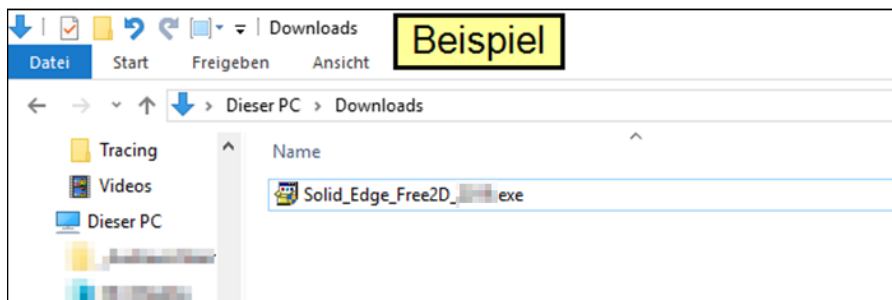 Downloads
Beispiel
Datei Start Freigeben Ansicht
Dieser PC > Downloads
Tracing
Name
Videos
Solid_Edge_Free2D_ exe
Dieser PC